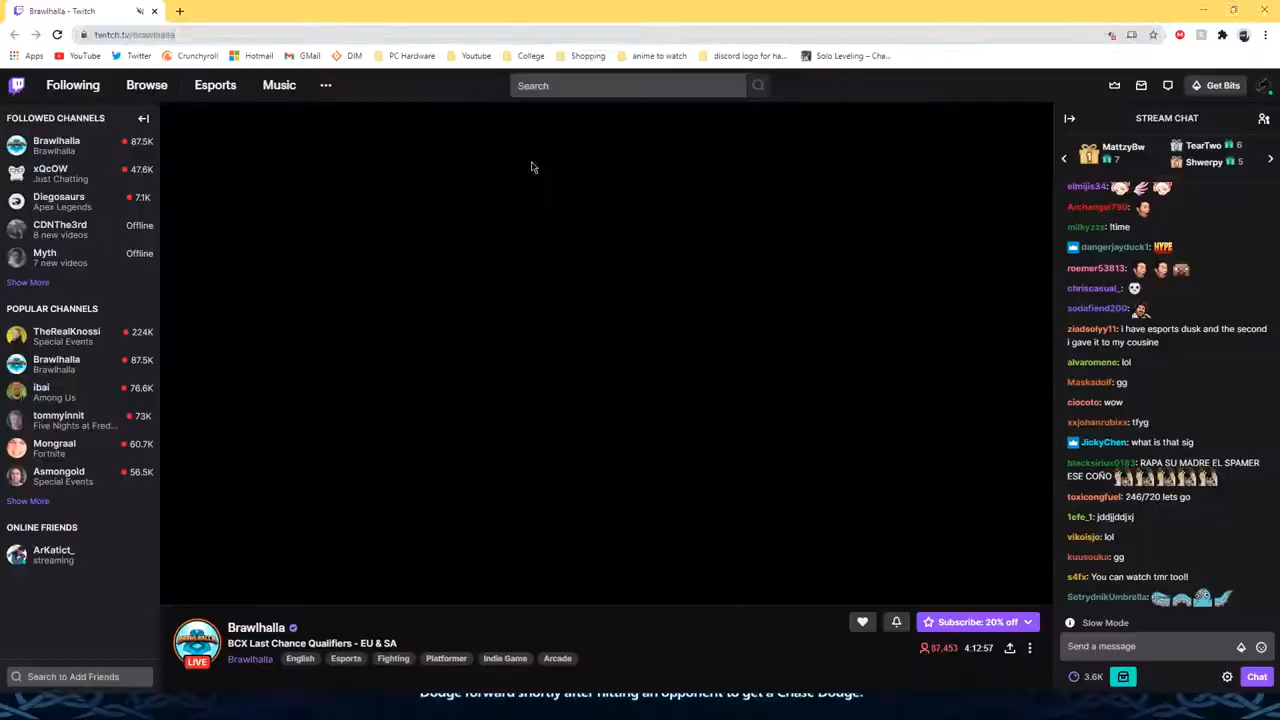 Brawlhalla - Twitch
twitch.tv/brawlhalla
Apps YouTube Twitter Crunchyroll Hotmail GMail DIM PC Hardware Youtube College Shopping anime to watch discord logo for ha... Solo Leveling – Cha...
Following Browse Esports Music Search Get Bits
FOLLOWED CHANNELS
Brawlhalla 87.5K
Brawlhalla
xQcOW 47.6K
Just Chatting
Diegosaurs 7.1K
Apex Legends
CDNThe3rd Offline
8 new videos
Myth Offline
7 new videos
Show More
POPULAR CHANNELS
TheRealKnossi 224K
Special Events
Brawlhalla 87.5K
Brawlhalla
ibai 76.6K
Among Us
tommyinnit 73K
Five Nights at Fred...
Mongraal 60.7K
Fortnite
Asmongold 56.5K
Special Events
Show More
ONLINE FRIENDS
ArKatict_
streaming
Search to Add Friends
Brawlhalla
BCX Last Chance Qualifiers - EU & SA
Brawlhalla English Esports Fighting Platformer Indie Game Arcade
LIVE
Subscribe: 20% off
87,453 4:12:57
Dodge forward shortly after hitting an opponent to get a Chase Dodge.
STREAM CHAT
MattzyBw
7
TearTwo 6
Shwerpy 5
elmijis34:
Archangel790:
milkyzzs: !time
dangerjayduck1: HYPE
roemer53813:
chriscasual_:
sodafiend200:
ziadsolyy11: i have esports dusk and the second
i gave it to my cousine
alvaromene: lol
Maskadolf: gg
ciocoto: wow
xxjohanrubixx: tfyg
JickyChen: what is that sig
blacksiriux0183: RAPA SU MADRE EL SPAMER
ESE COÑO
toxicongfuel: 246/720 lets go
1efe_1: jddjjddjxj
vikoisjo: lol
kuusouka: gg
s4fx: You can watch tmr too!!
SotrydnikUmbrella:
Slow Mode
Send a message
3.6K Chat